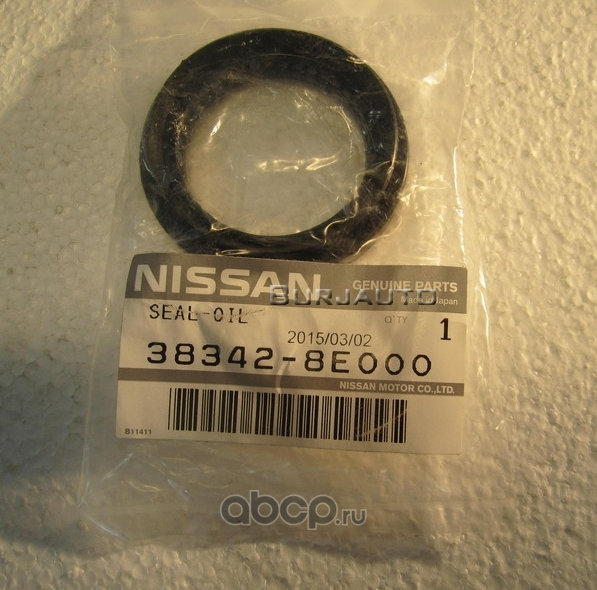 NISSAN
GENUINE PARTS
Made in Japan
BURJAUTO
SEAL-OIL
Q'TY 1
2015/03/02
38342-8E000
NISSAN MOTOR CO.,LTD.
B11411
abcp.ru